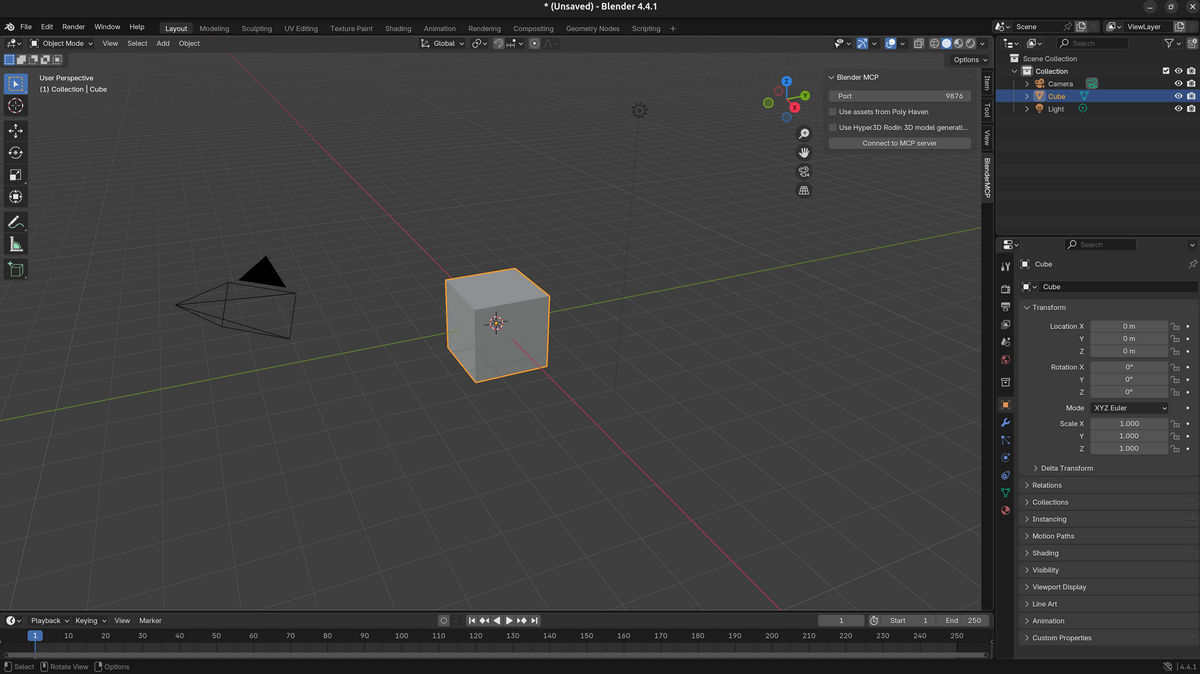 * (Unsaved) - Blender 4.4.1
File Edit Render Window Help Layout Modeling Sculpting UV Editing Texture Paint Shading Animation Rendering Compositing Geometry Nodes Scripting + Scene ViewLayer
Object Mode View Select Add Object Global Search
Options
User Perspective
(1) Collection | Cube
Z
Y
X
Blender MCP
Port 9876
Use assets from Poly Haven
Use Hyper3D Rodin 3D model generati...
Connect to MCP server
Item
Tool
View
BlenderMCP
Scene Collection
Collection
Camera
Cube
Light
Search
Cube
Cube
Transform
Location X 0 m
Y 0 m
Z 0 m
Rotation X 0°
Y 0°
Z 0°
Mode XYZ Euler
Scale X 1.000
Y 1.000
Z 1.000
Delta Transform
Relations
Collections
Instancing
Motion Paths
Shading
Visibility
Viewport Display
Line Art
Animation
Custom Properties
Playback Keying View Marker 1 Start 1 End 250
1 10 20 30 40 50 60 70 80 90 100 110 120 130 140 150 160 170 180 190 200 210 220 230 240 250
Select Rotate View Options 4.4.1